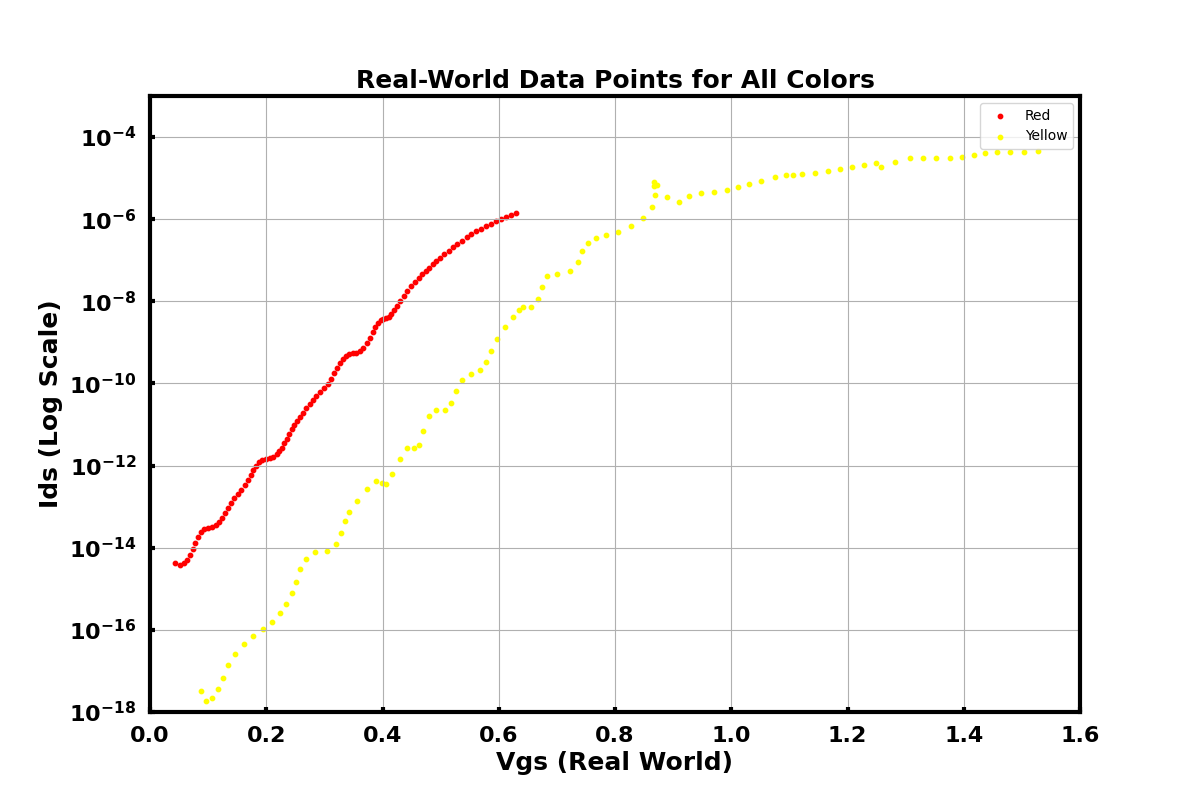 Real-World Data Points for All Colors
Red
Yellow
Ids (Log Scale)
10⁻⁴
10⁻⁶
10⁻⁸
10⁻¹⁰
10⁻¹²
10⁻¹⁴
10⁻¹⁶
10⁻¹⁸
0.0 0.2 0.4 0.6 0.8 1.0 1.2 1.4 1.6
Vgs (Real World)